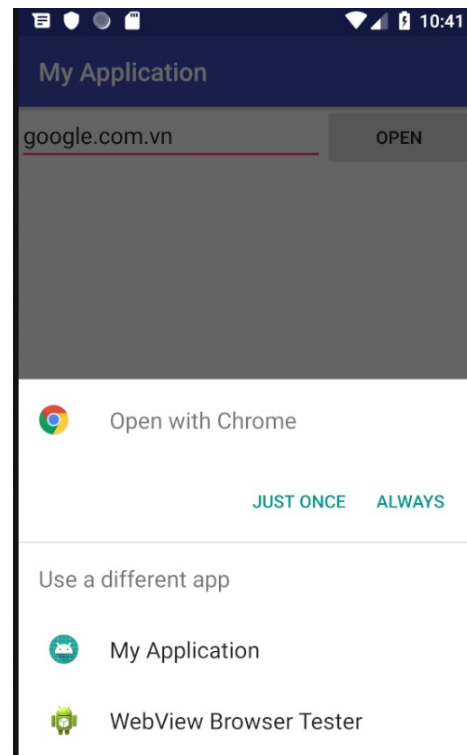 10:41
My Application
google.com.vn OPEN
Open with Chrome
JUST ONCE ALWAYS
Use a different app
My Application
WebView Browser Tester